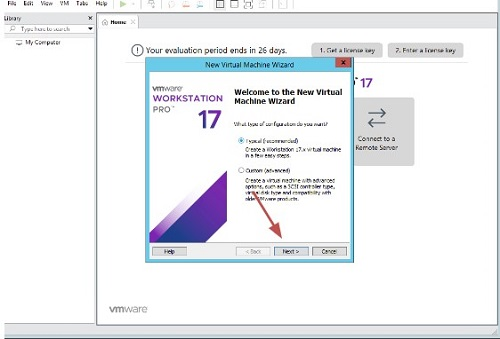 File Edit View VM Tabs Help
Library
Type here to search
My Computer
Home
Your evaluation period ends in 26 days.
1. Get a license key
2. Enter a license key
17
Connect to a
Remote Server
New Virtual Machine Wizard
vmware
WORKSTATION
PRO™
17
Welcome to the New Virtual
Machine Wizard
What type of configuration do you want?
Typical (recommended)
Create a Workstation 17.x virtual machine
in a few easy steps.
Custom (advanced)
Create a virtual machine with advanced
options, such as a SCSI controller type,
virtual disk type and compatibility with
older VMware products.
Help
< Back
Next >
Cancel
vmware